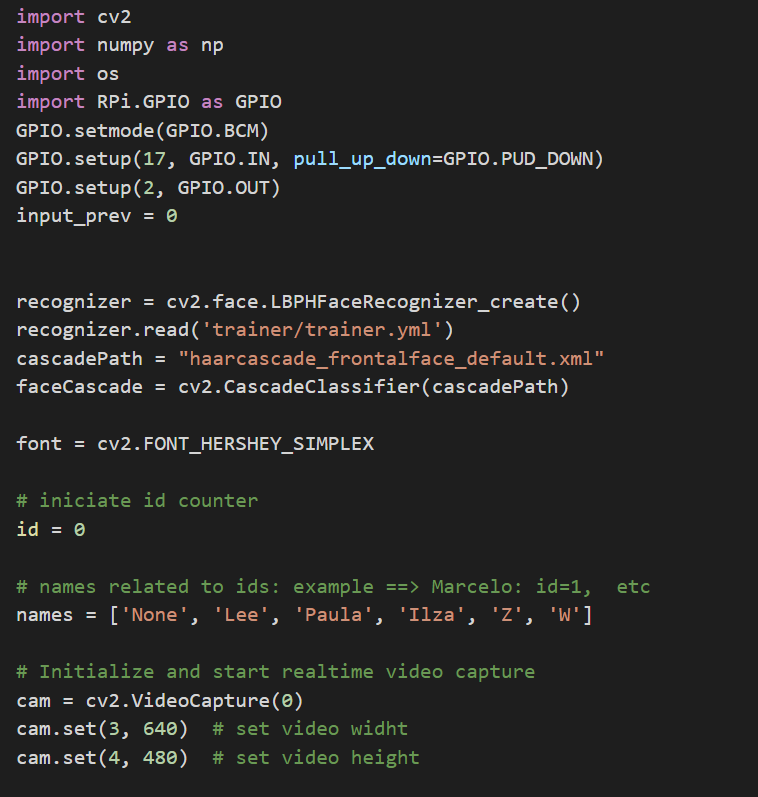 import cv2
import numpy as np
import os
import RPi.GPIO as GPIO
GPIO.setmode(GPIO.BCM)
GPIO.setup(17, GPIO.IN, pull_up_down=GPIO.PUD_DOWN)
GPIO.setup(2, GPIO.OUT)
input_prev = 0
recognizer = cv2.face.LBPHFaceRecognizer_create()
recognizer.read('trainer/trainer.yml')
cascadePath = "haarcascade_frontalface_default.xml"
faceCascade = cv2.CascadeClassifier(cascadePath)
font = cv2.FONT_HERSHEY_SIMPLEX
# iniciate id counter
id = 0
# names related to ids: example ==> Marcelo: id=1,  etc
names = ['None', 'Lee', 'Paula', 'Ilza', 'Z', 'W']
# Initialize and start realtime video capture
cam = cv2.VideoCapture(0)
cam.set(3, 640)  # set video widht
cam.set(4, 480)  # set video height